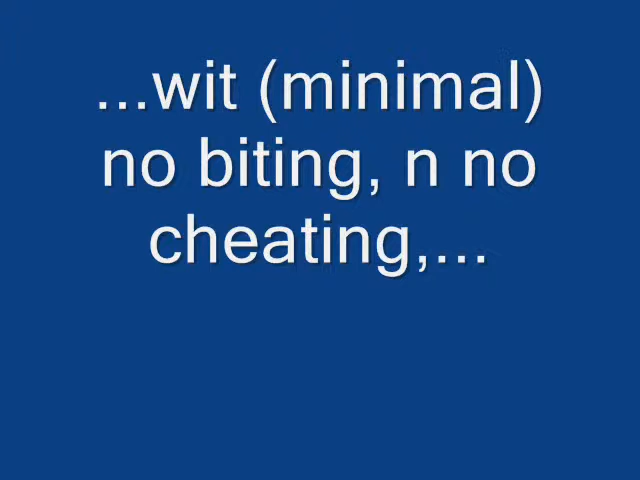 ...wit (minimal)
no biting, n no
cheating,...